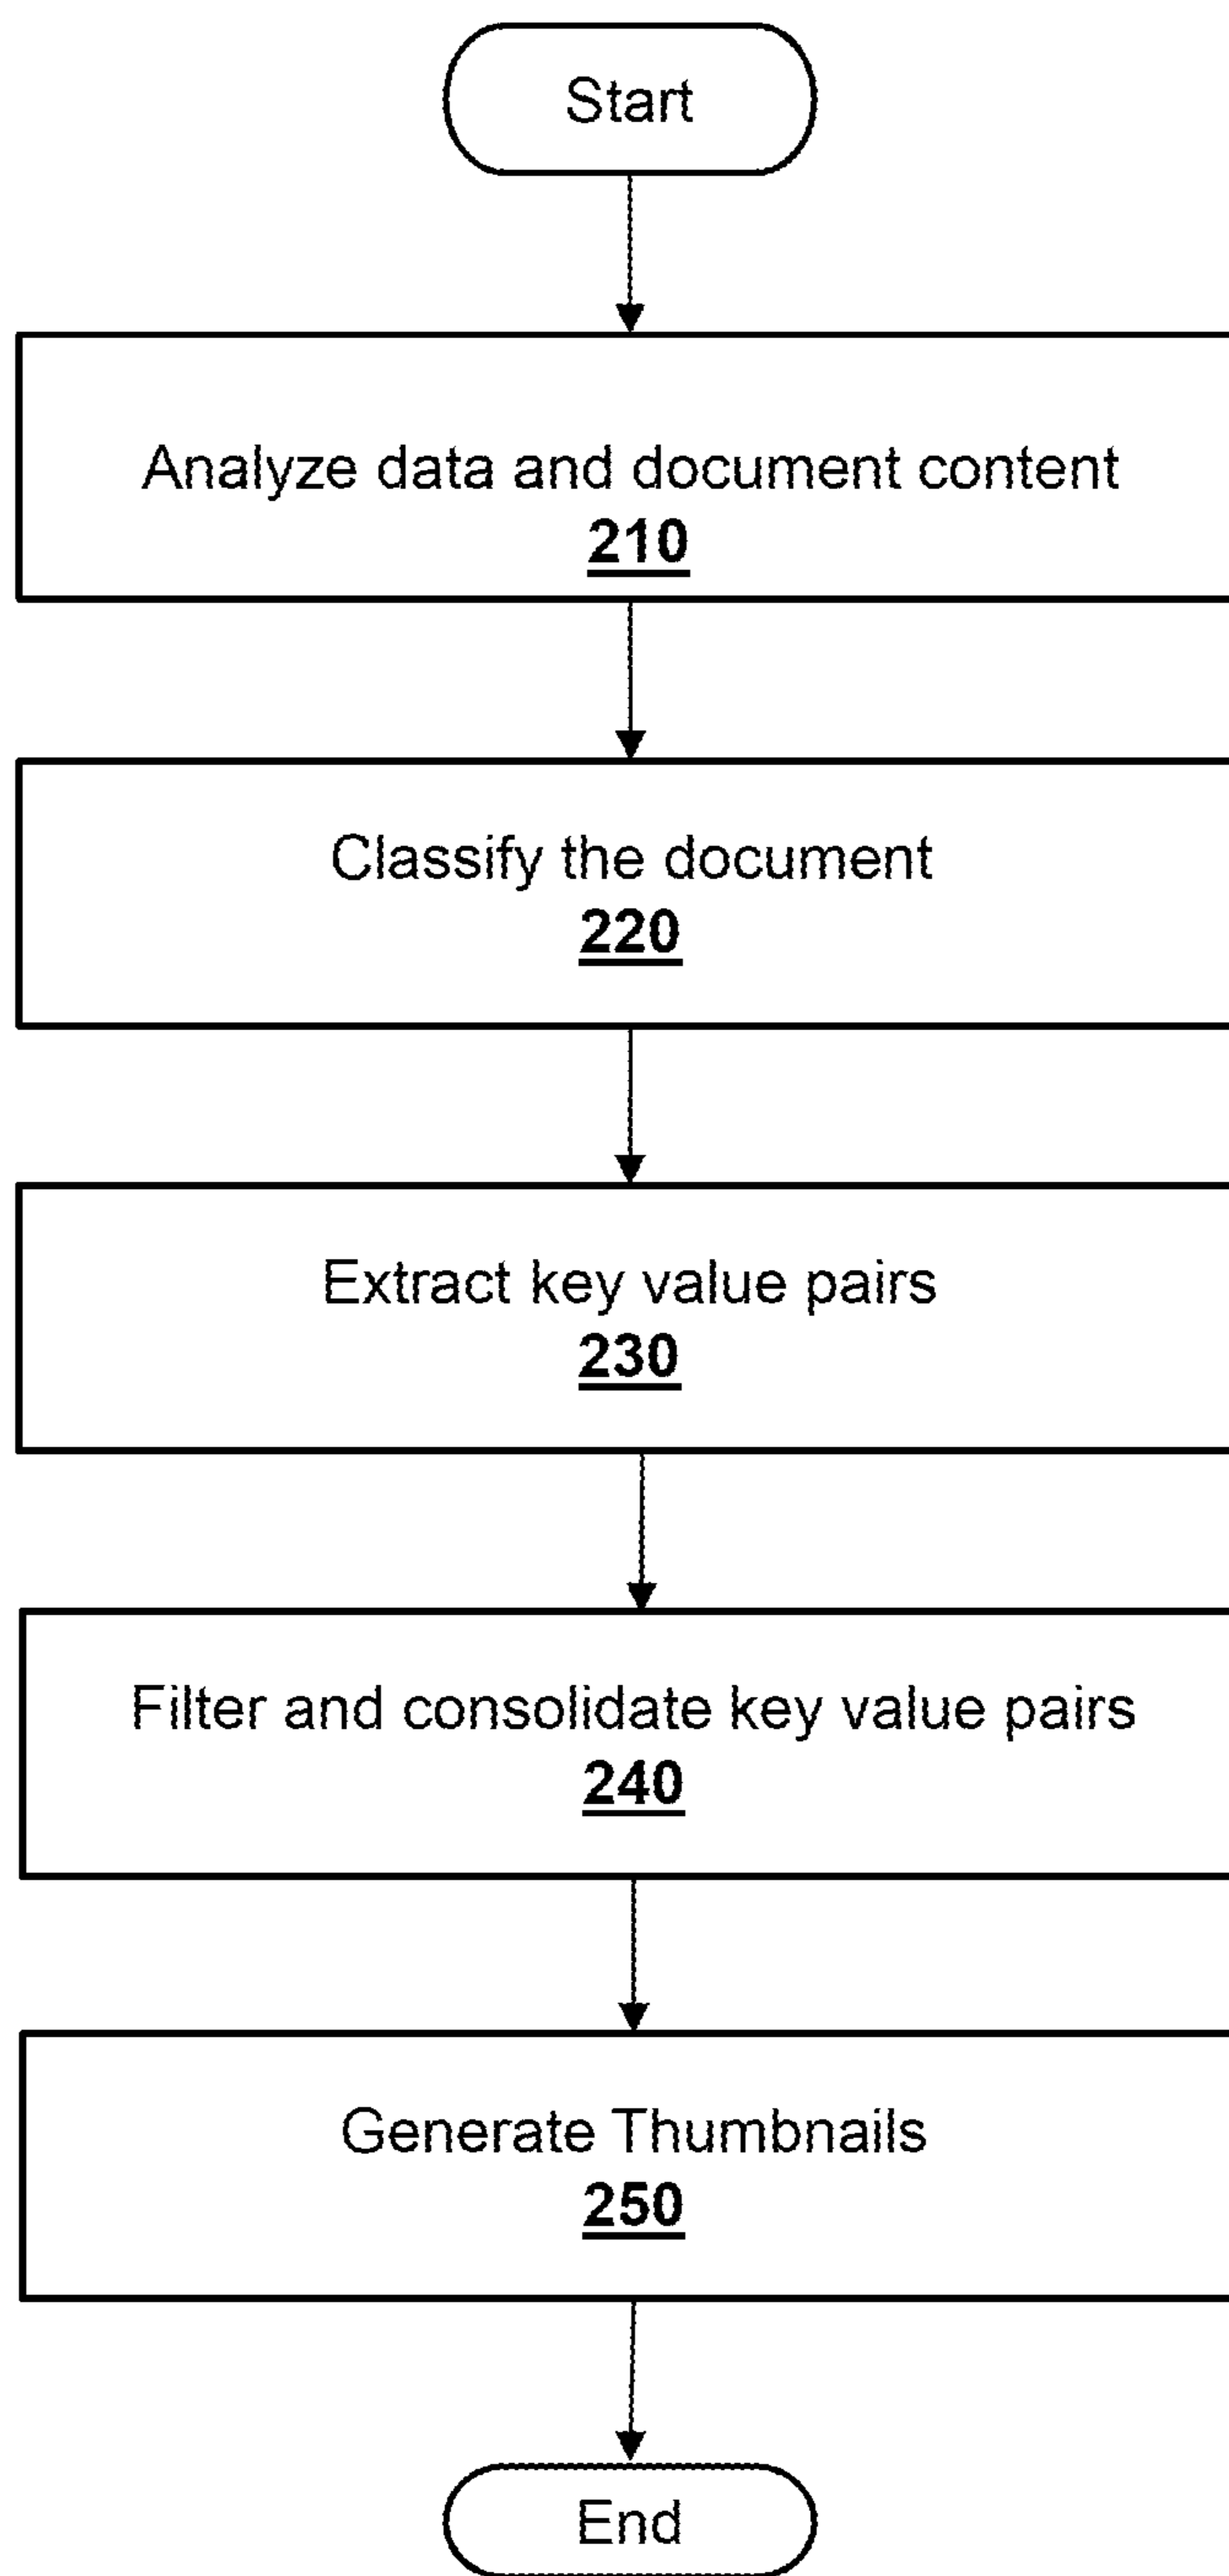 Start
Analyze data and document content
210
Classify the document
220
Extract key value pairs
230
Filter and consolidate key value pairs
240
Generate Thumbnails
250
End